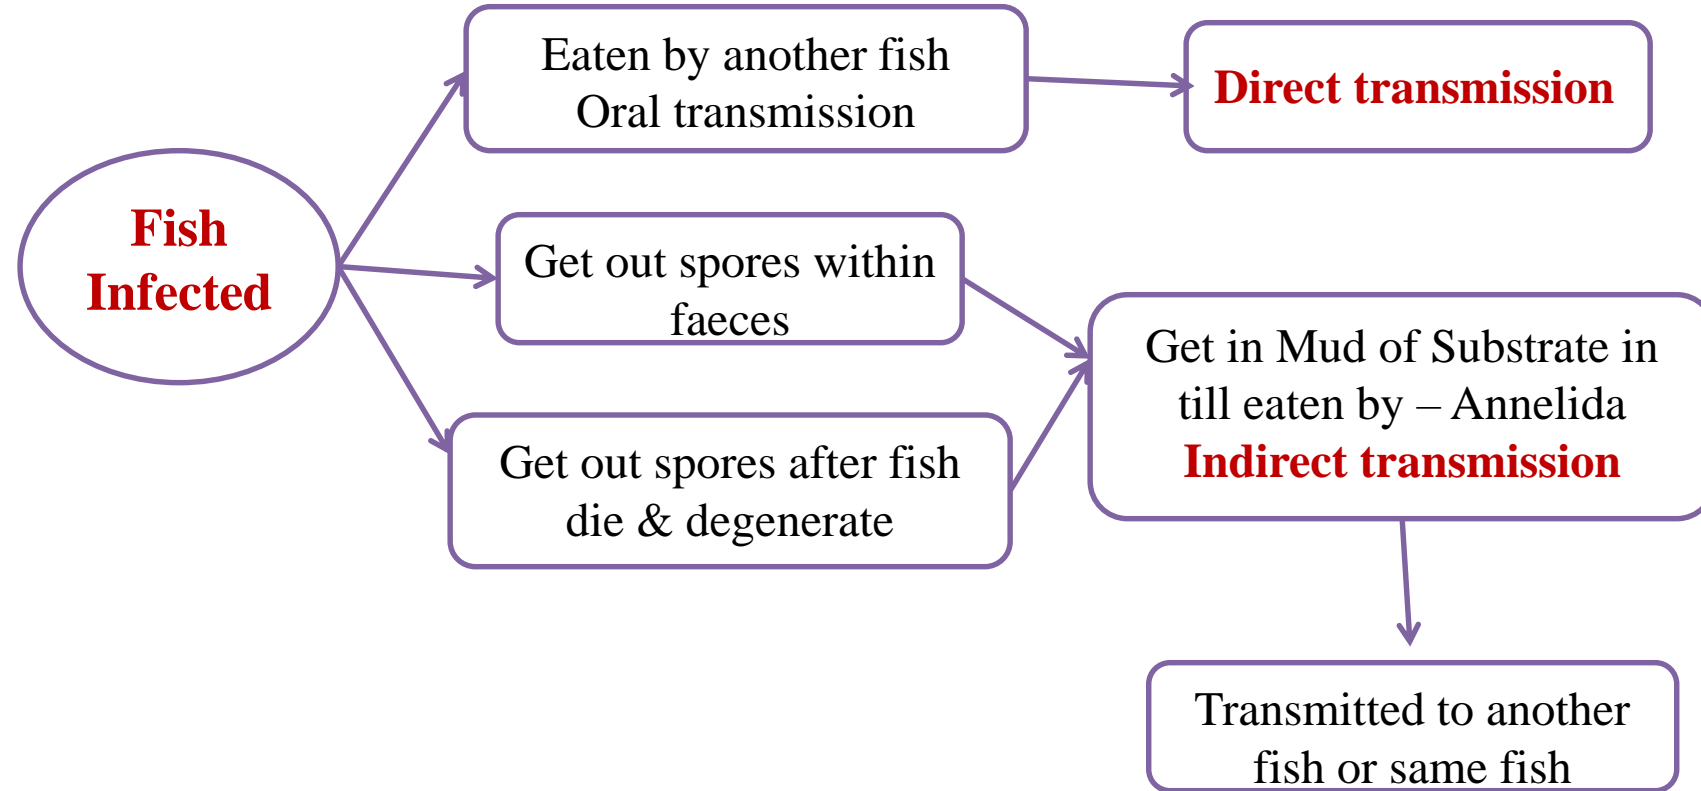 Eaten by another fish
Oral transmission
Direct transmission
Fish
Infected
Get out spores within
faeces
Get in Mud of Substrate in
till eaten by – Annelida
Indirect transmission
Get out spores after fish
die & degenerate
Transmitted to another
fish or same fish